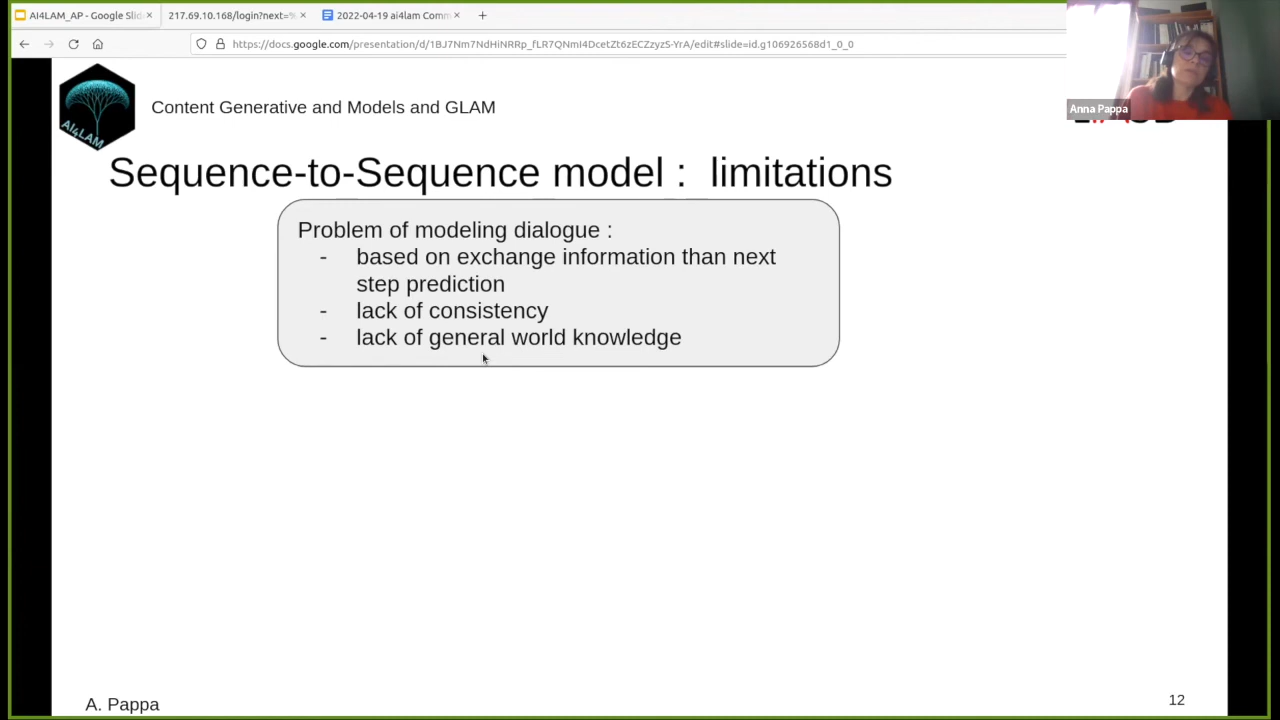 AI4LAM_AP - Google Slid
217.69.10.168/login?next=
2022-04-19 ai4lam Comm
https://docs.google.com/presentation/d/1BJ7Nm7NdHiNRRp_fLR7QNmI4DcetZt6zECZzyzS-YrA/edit#slide=id.g106926568d1_0_0
Anna Pappa
AI4LAM
Content Generative and Models and GLAM
Sequence-to-Sequence model : limitations
Problem of modeling dialogue :
- based on exchange information than next
step prediction
- lack of consistency
- lack of general world knowledge
A. Pappa
12